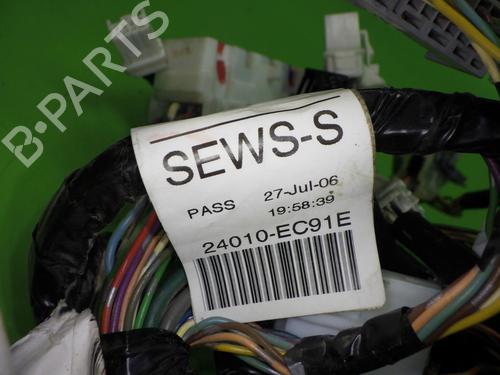 B-PARTS
SEWS-S
PASS 27-Jul-06
19:58:39
24010-EC91E